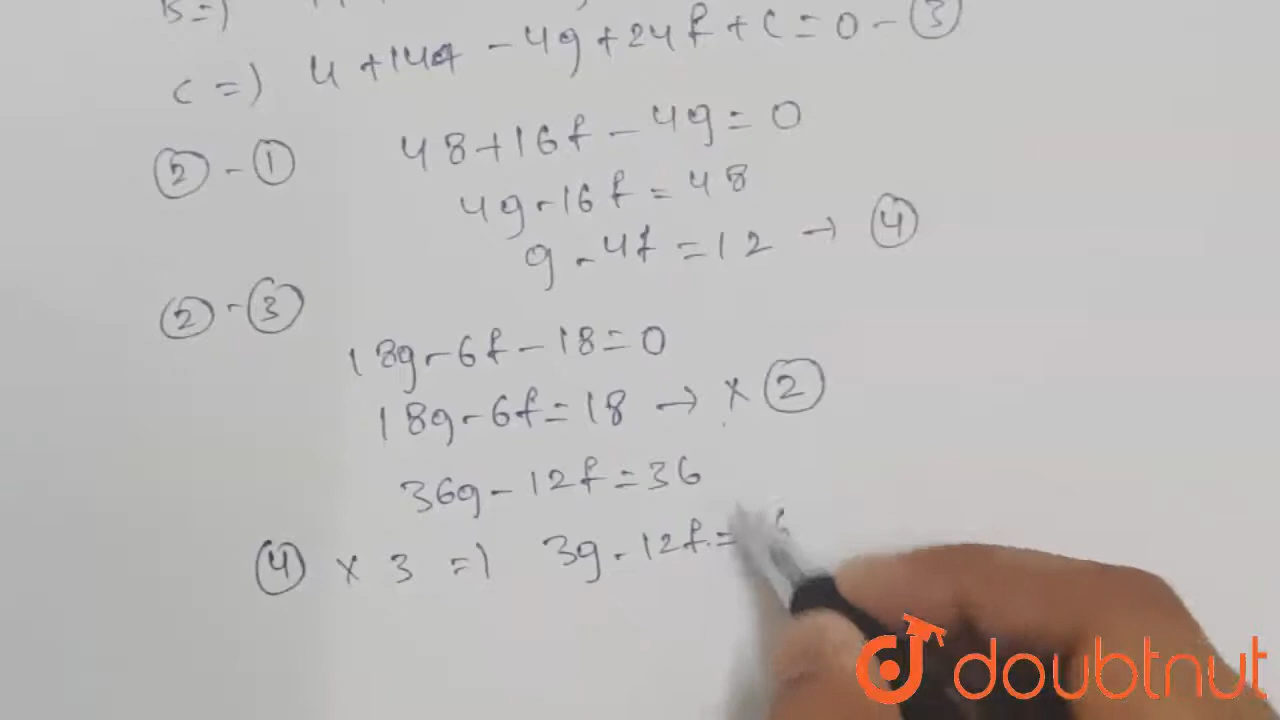 B =)
C =) 4 + 144 - 4g + 24f + C = 0 - ③
② - ① 48 + 16f - 4g = 0
4g - 16f = 48
g - 4f = 12 → ④
② - ③
18g - 6f - 18 = 0
18g - 6f = 18 → × ②
36g - 12f = 36
④ × 3 =) 3g - 12f =
doubtnut